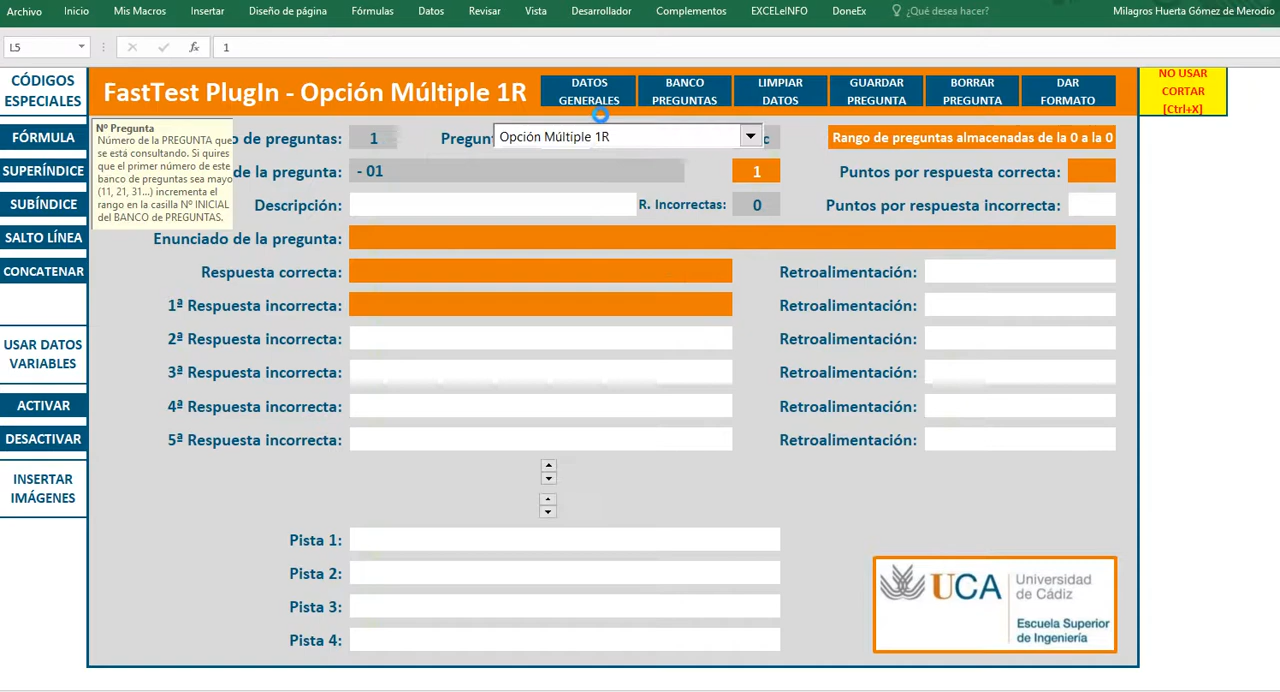 Archivo Inicio Mis Macros Insertar Diseño de página Fórmulas Datos Revisar Vista Desarrollador Complementos EXCELeINFO DoneEx ¿Qué desea hacer? Milagros Huerta Gómez de Merodio
L5 fx 1
CÓDIGOS
ESPECIALES
FÓRMULA
SUPERÍNDICE
SUBÍNDICE
SALTO LÍNEA
CONCATENAR
USAR DATOS
VARIABLES
ACTIVAR
DESACTIVAR
INSERTAR
IMÁGENES
FastTest PlugIn - Opción Múltiple 1R
DATOS
GENERALES
BANCO
PREGUNTAS
LIMPIAR
DATOS
GUARDAR
PREGUNTA
BORRAR
PREGUNTA
DAR
FORMATO
NO USAR
CORTAR
[Ctrl+X]
Nº Pregunta
Número de la PREGUNTA que
se está consultando. Si quires
que el primer número de este
banco de preguntas sea mayo
(11, 21, 31...) incrementa el
rango en la casilla Nº INICIAL
del BANCO de PREGUNTAS.
o de preguntas: 1 Pregun Opción Múltiple 1R c Rango de preguntas almacenadas de la 0 a la 0
de la pregunta: - 01 1 Puntos por respuesta correcta:
Descripción: R. Incorrectas: 0 Puntos por respuesta incorrecta:
Enunciado de la pregunta:
Respuesta correcta: Retroalimentación:
1ª Respuesta incorrecta: Retroalimentación:
2ª Respuesta incorrecta: Retroalimentación:
3ª Respuesta incorrecta: Retroalimentación:
4ª Respuesta incorrecta: Retroalimentación:
5ª Respuesta incorrecta: Retroalimentación:
Pista 1:
Pista 2:
Pista 3:
Pista 4:
UCA
Universidad
de Cádiz
Escuela Superior
de Ingeniería